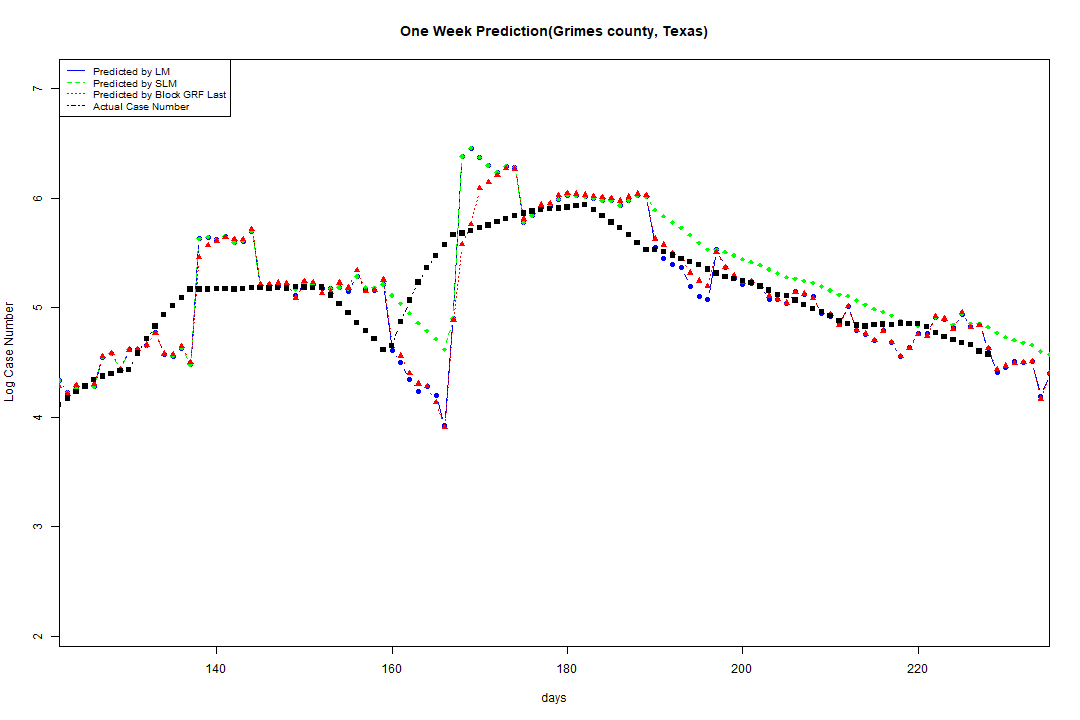 One Week Prediction(Grimes county, Texas)
Predicted by LM
Predicted by SLM
Predicted by Block GRF Last
Actual Case Number
7
6
5
4
3
2
Log Case Number
140 160 180 200 220
days